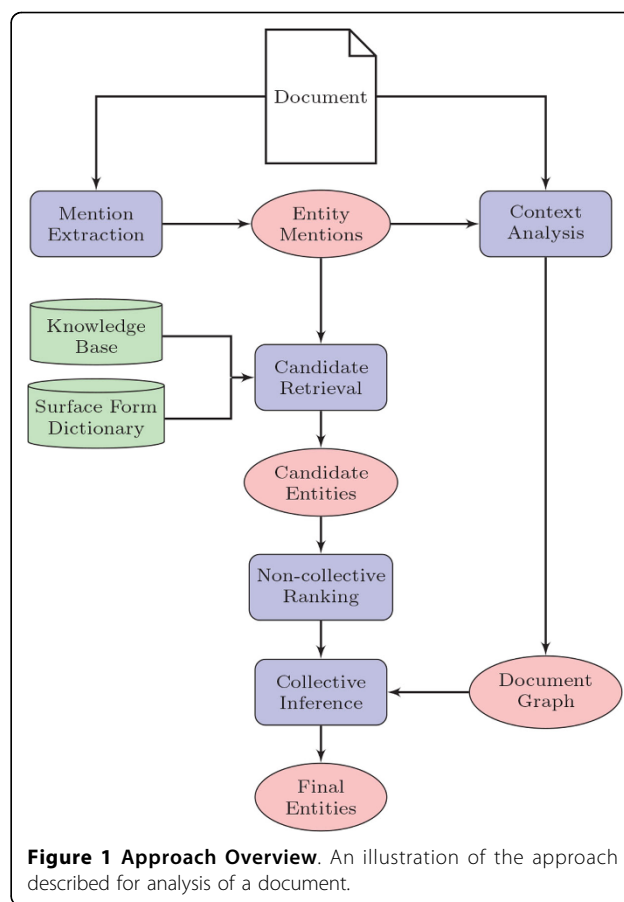 Document
Mention
Extraction
Entity
Mentions
Context
Analysis
Knowledge
Base
Surface Form
Dictionary
Candidate
Retrieval
Candidate
Entities
Non-collective
Ranking
Collective
Inference
Document
Graph
Final
Entities
Figure 1 Approach Overview. An illustration of the approach
described for analysis of a document.